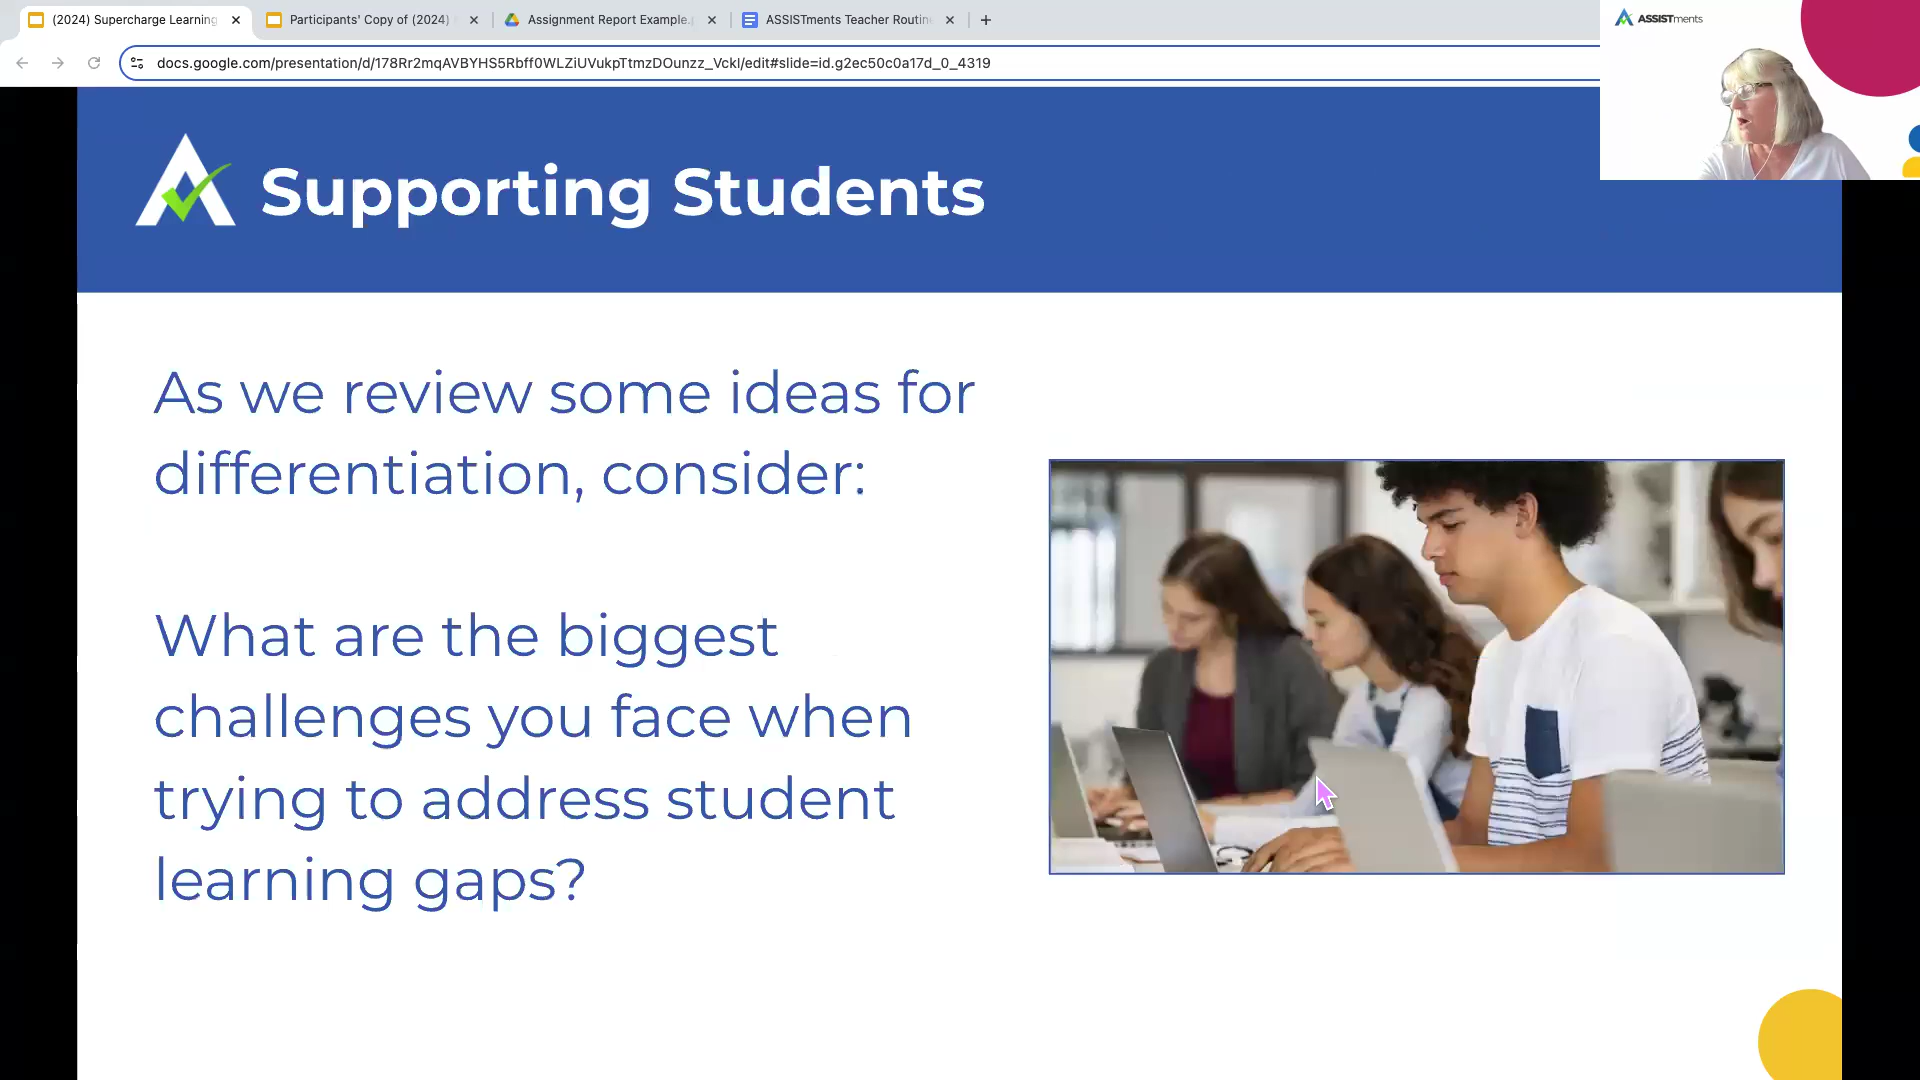 (2024) Supercharge Learning
Participants' Copy of (2024)
Assignment Report Example.
ASSISTments Teacher Routin
docs.google.com/presentation/d/178Rr2mqAVBYHS5Rbff0WLZiUVukpTtmzDOunzz_VckI/edit#slide=id.g2ec50c0a17d_0_4319
ASSISTments
Supporting Students
As we review some ideas for
differentiation, consider:
What are the biggest
challenges you face when
trying to address student
learning gaps?